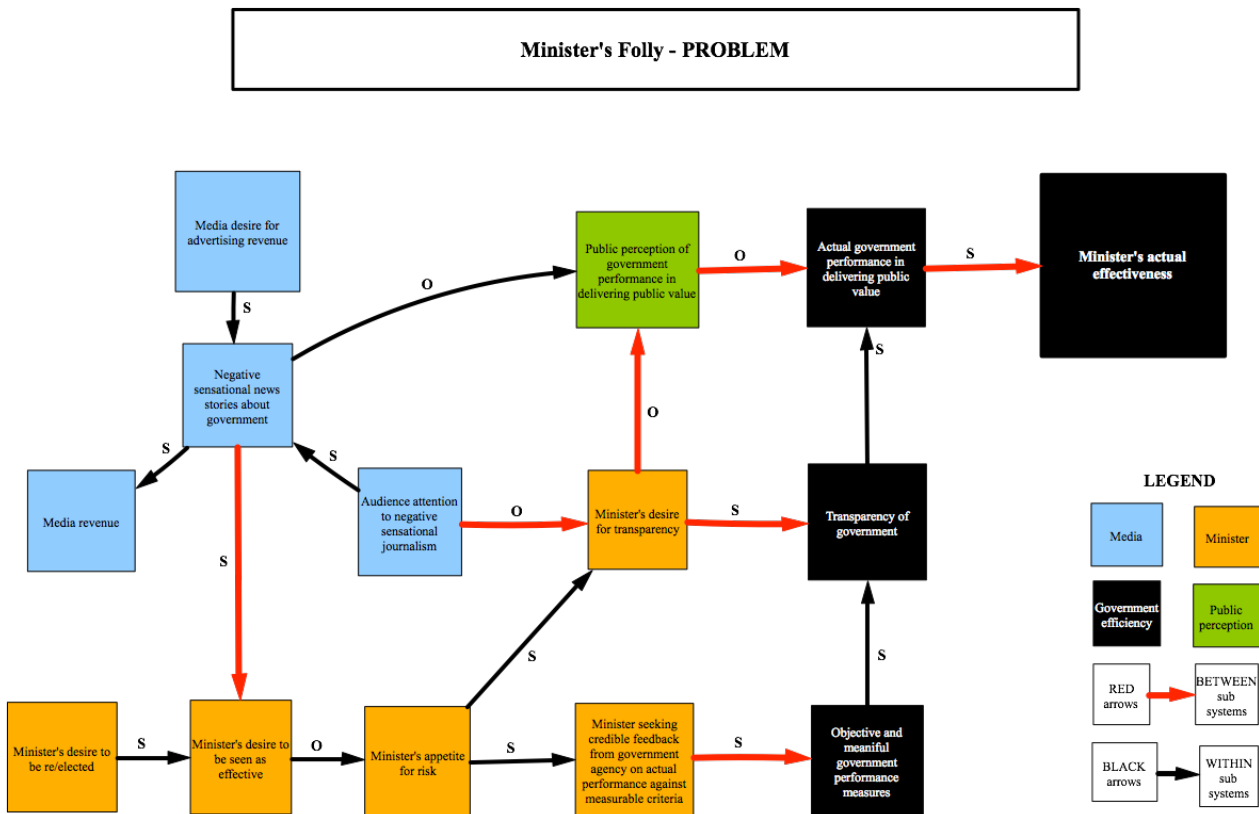 Minister's Folly - PROBLEM
Media desire for
advertising revenue
S
Negative
sensational news
stories about
government
O
Public perception of
government
performance in
delivering public value
O
Actual government
performance in
delivering public
value
S
Minister's actual
effectiveness
S
Media revenue
S
Audience attention
to negative
sensational
journalism
O
Minister's desire
for transparency
O
S
Transparency of
government
S
S
S
S
Minister's desire to
be re/elected
S
Minister's desire to
be seen as
effective
O
Minister's appetite
for risk
S
Minister seeking
credible feedback
from government
agency on actual
performance against
measurable criteria
S
Objective and
meaniful
government
performance
measures
LEGEND
Media
Minister
Government
efficiency
Public
perception
RED
arrows
BETWEEN
sub
systems
BLACK
arrows
WITHIN
sub
systems